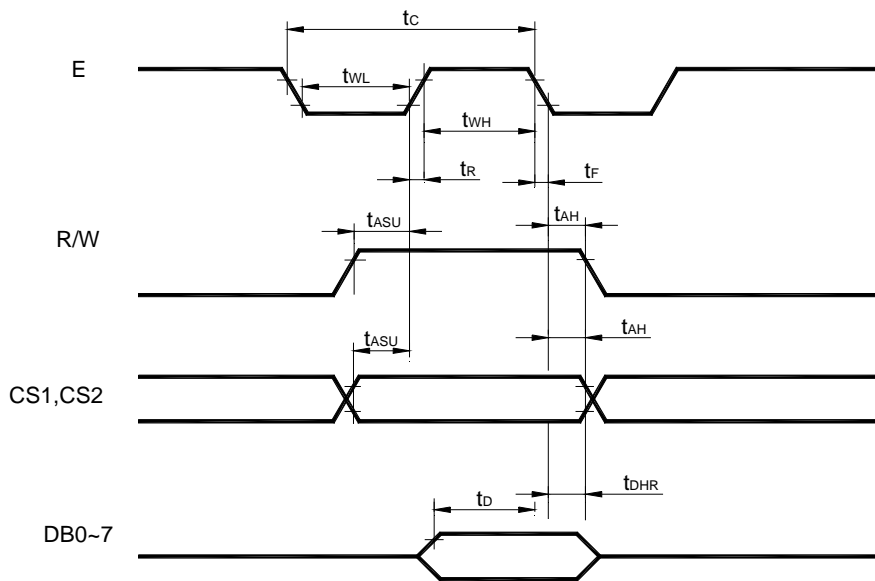 tC
E
tWL
tWH
tR
tF
tASU
tAH
R/W
tASU
tAH
CS1,CS2
tD
tDHR
DB0~7